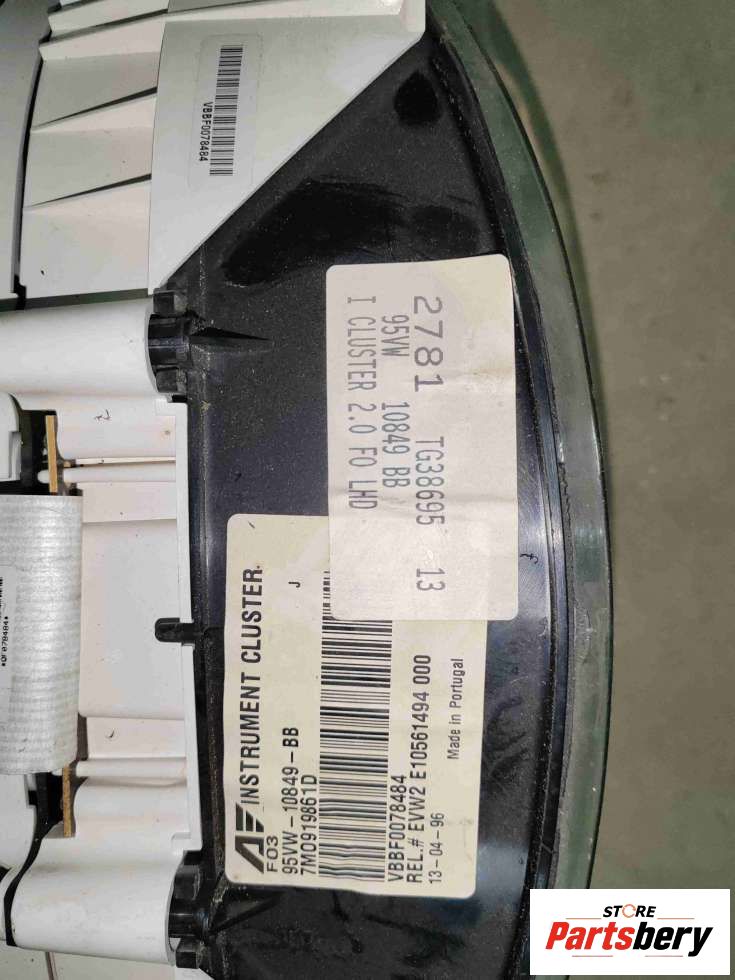 VBBF0078484
2781 TG38695 13
95VW 10849 BB
I CLUSTER 2.0 FO LHD
INSTRUMENT CLUSTER
J
F03
95VW-10849-BB
7M0919861D
VBBF0078484
REL.# EVW2 E10561494 000
13-04-96 Made in Portugal
STORE
Partsbery